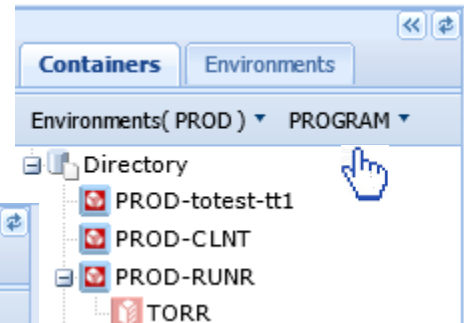 Containers Environments
Environments( PROD ) PROGRAM
Directory
PROD-totest-tt1
PROD-CLNT
PROD-RUNR
TORR